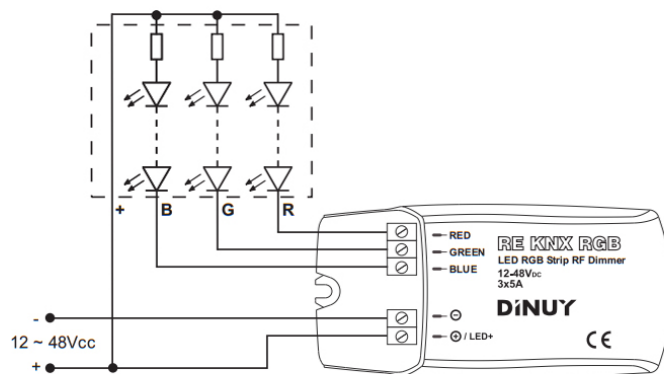 + B G R
RED
GREEN
BLUE
⊖
⊕ / LED+
RE KNX RGB
LED RGB Strip RF Dimmer
12-48VDC
3x5A
DiNUY
CE
-
12 ~ 48Vcc
+